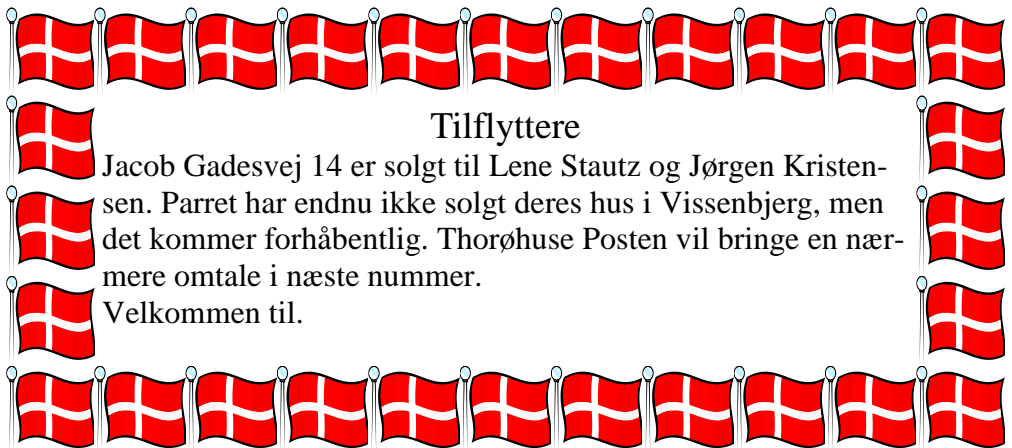 Tilflyttere
Jacob Gadesvej 14 er solgt til Lene Stautz og Jørgen Kristen-
sen. Parret har endnu ikke solgt deres hus i Vissenbjerg, men
det kommer forhåbentlig. Thorøhuse Posten vil bringe en nær-
mere omtale i næste nummer.
Velkommen til.